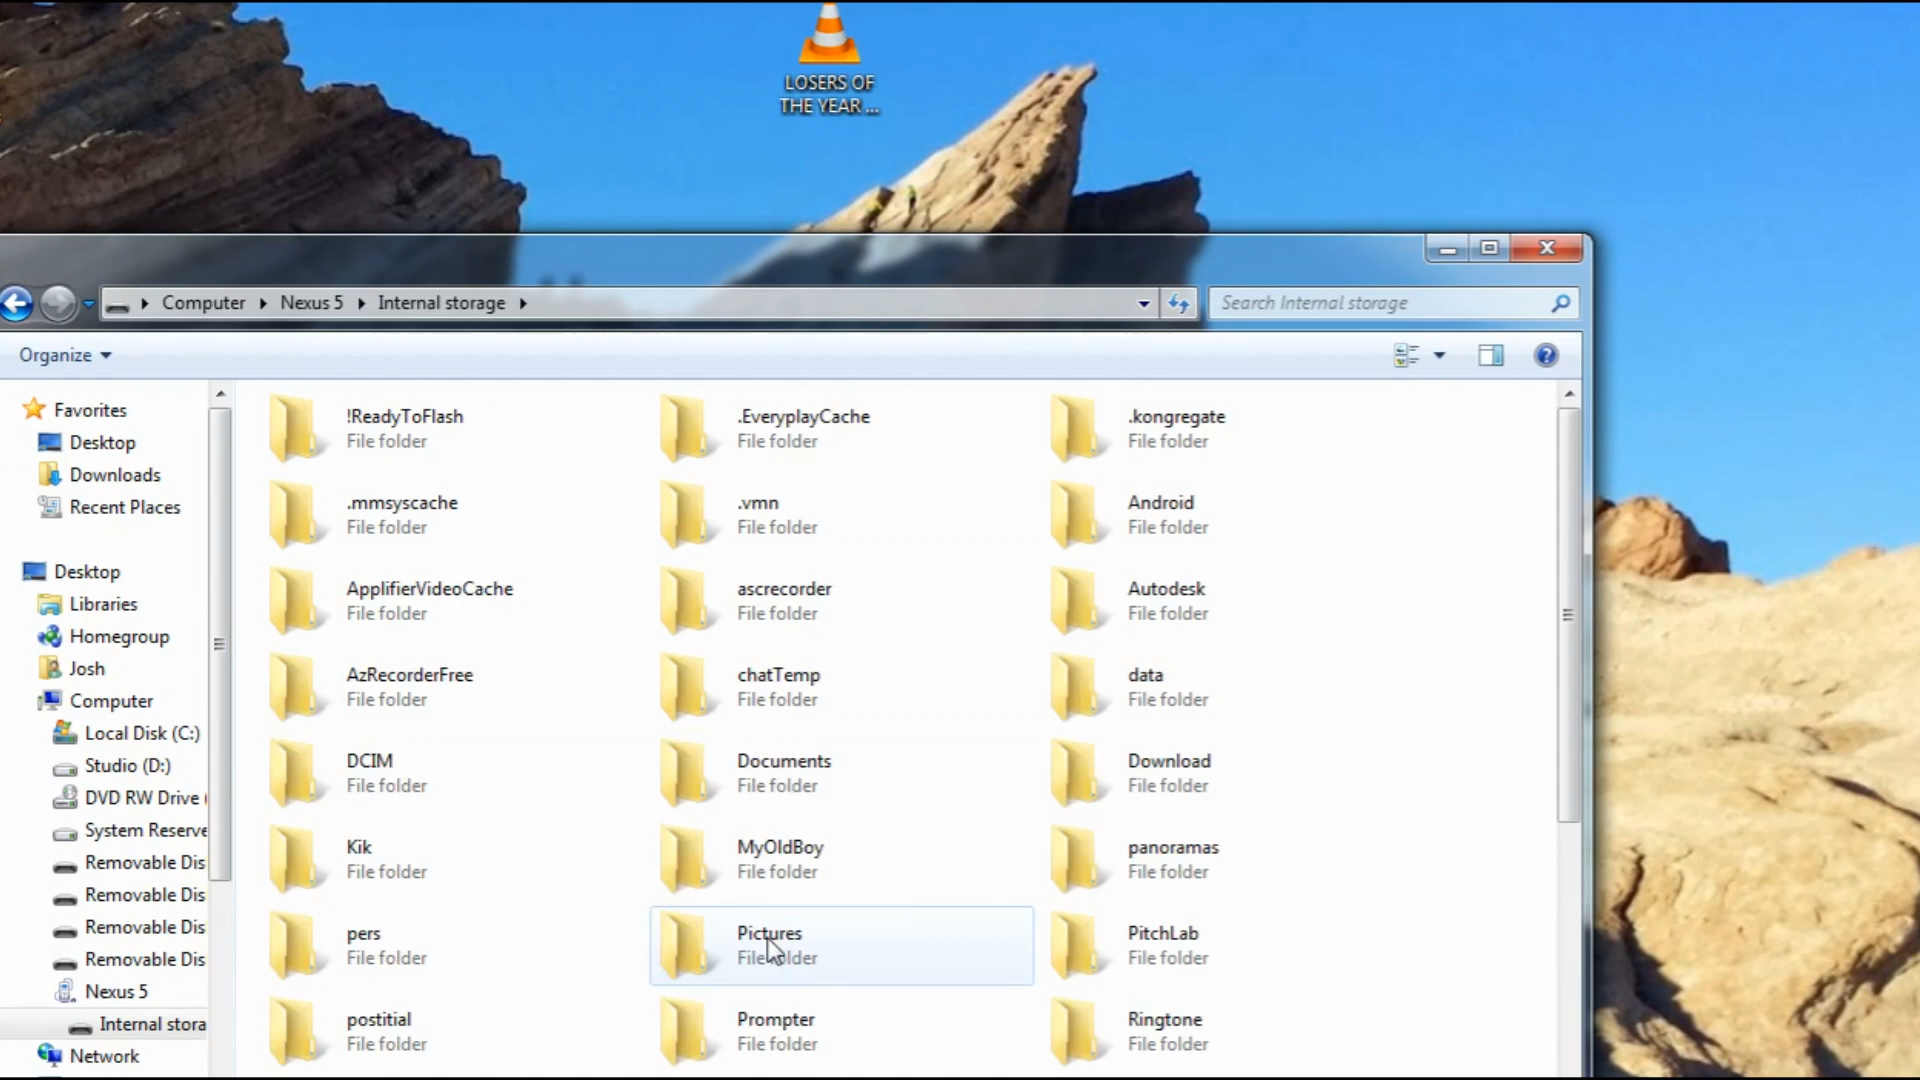 LOSERS OF
THE YEAR ...
Computer Nexus 5 Internal storage
Search Internal storage
Organize
Favorites
Desktop
Downloads
Recent Places
Desktop
Libraries
Homegroup
Josh
Computer
Local Disk (C:)
Studio (D:)
DVD RW Drive (
System Reserve
Removable Dis
Removable Dis
Removable Dis
Removable Dis
Nexus 5
Internal stora
Network
!ReadyToFlash
File folder
.EveryplayCache
File folder
.kongregate
File folder
.mmsyscache
File folder
.vmn
File folder
Android
File folder
ApplifierVideoCache
File folder
ascrecorder
File folder
Autodesk
File folder
AzRecorderFree
File folder
chatTemp
File folder
data
File folder
DCIM
File folder
Documents
File folder
Download
File folder
Kik
File folder
MyOldBoy
File folder
panoramas
File folder
pers
File folder
Pictures
File folder
PitchLab
File folder
postitial
File folder
Prompter
File folder
Ringtone
File folder